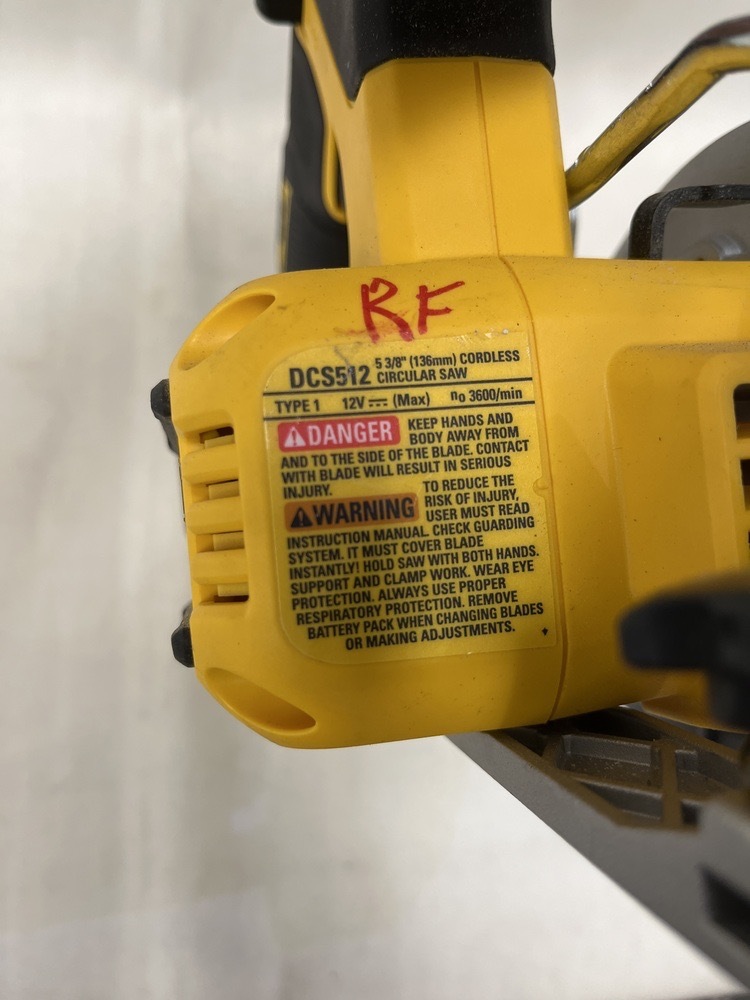 RF
DCS512 5 3/8" (136mm) CORDLESS
CIRCULAR SAW
TYPE 1 12V ⎓ (Max) n₀ 3600/min
⚠DANGER KEEP HANDS AND
BODY AWAY FROM
AND TO THE SIDE OF THE BLADE. CONTACT
WITH BLADE WILL RESULT IN SERIOUS
INJURY.
⚠WARNING TO REDUCE THE
RISK OF INJURY,
USER MUST READ
INSTRUCTION MANUAL. CHECK GUARDING
SYSTEM. IT MUST COVER BLADE
INSTANTLY! HOLD SAW WITH BOTH HANDS.
SUPPORT AND CLAMP WORK. WEAR EYE
PROTECTION. ALWAYS USE PROPER
RESPIRATORY PROTECTION. REMOVE
BATTERY PACK WHEN CHANGING BLADES
OR MAKING ADJUSTMENTS.